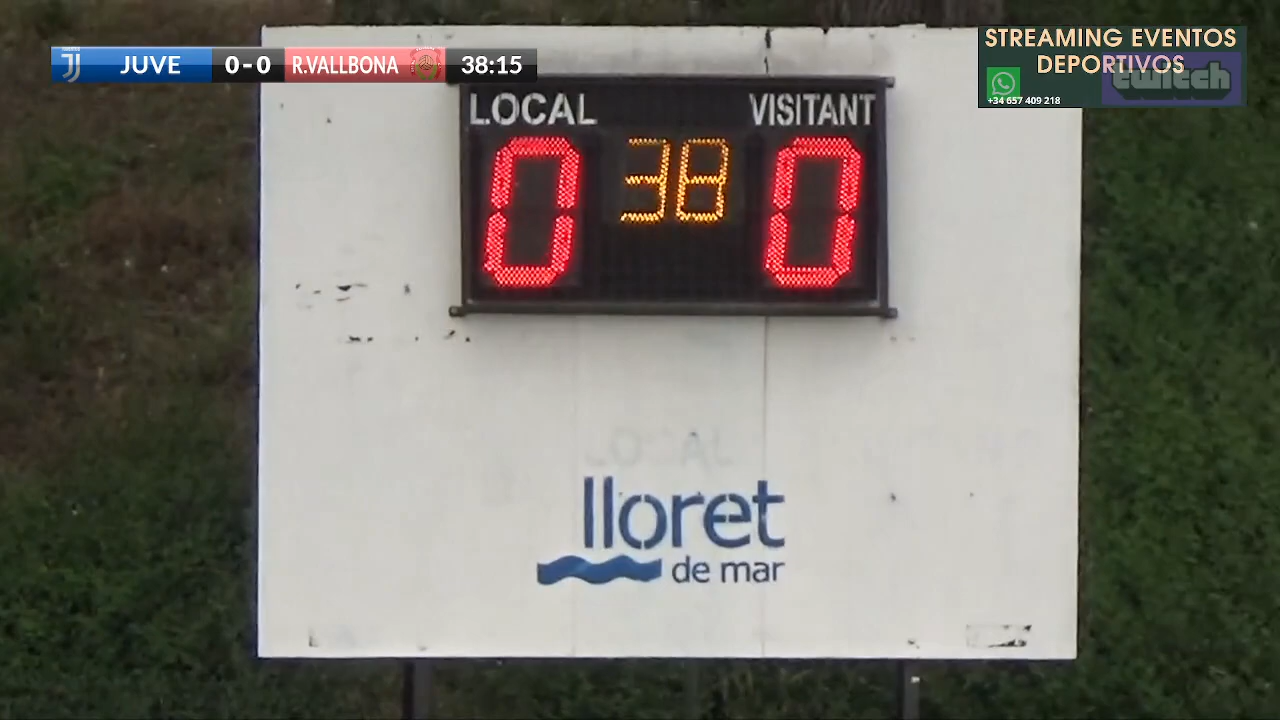 JUVE 0-0 R.VALLBONA 38:15
STREAMING EVENTOS
DEPORTIVOS
twitch
+34 657 409 218
LOCAL VISITANT
0 38 0
lloret
de mar